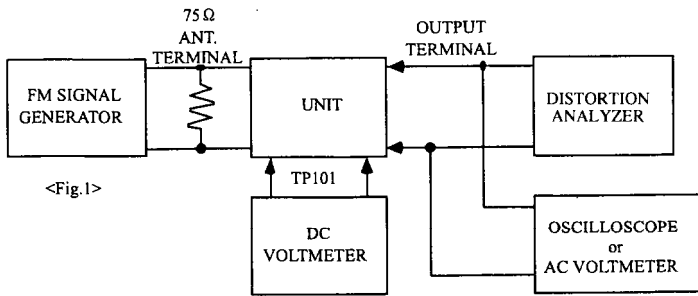 75Ω
ANT.
TERMINAL
OUTPUT
TERMINAL
FM SIGNAL
GENERATOR
UNIT
DISTORTION
ANALYZER
<Fig.1>
TP101
DC
VOLTMETER
OSCILLOSCOPE
or
AC VOLTMETER